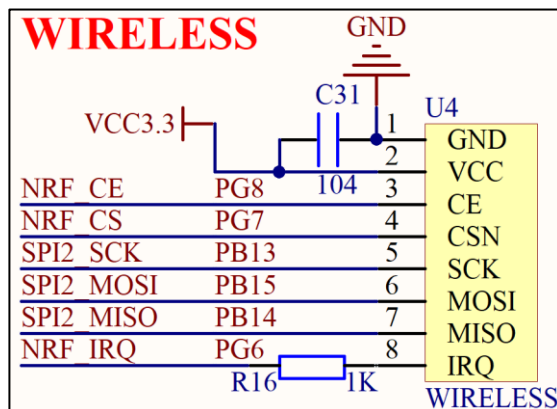 WIRELESS
GND
C31
U4
VCC3.3
1
GND
2
VCC
104
NRF_CE PG8 3 CE
NRF_CS PG7 4 CSN
SPI2_SCK PB13 5 SCK
SPI2_MOSI PB15 6 MOSI
SPI2_MISO PB14 7 MISO
NRF_IRQ PG6 8 IRQ
R16 1K
WIRELESS